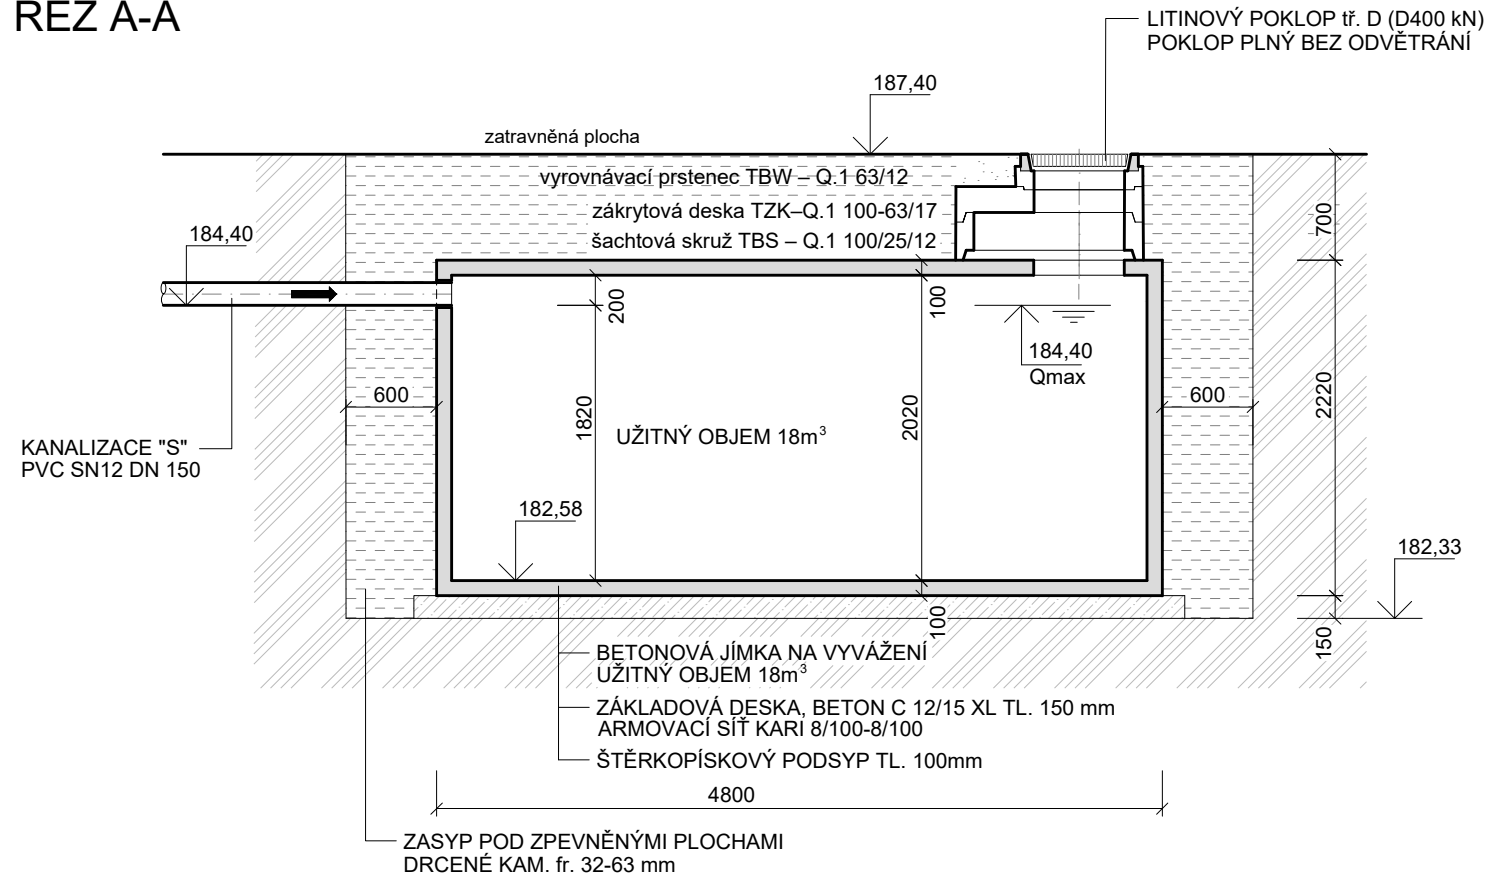 ŘEZ A-A
LITINOVÝ POKLOP tř. D (D400 kN)
POKLOP PLNÝ BEZ ODVĚTRÁNÍ
187,40
zatravněná plocha
vyrovnávací prstenec TBW – Q.1 63/12
zákrytová deska TZK–Q.1 100-63/17
šachtová skruž TBS – Q.1 100/25/12
700
184,40
200
100
184,40
Qmax
600
600
2220
1820
2020
UŽITNÝ OBJEM 18m³
KANALIZACE "S"
PVC SN12 DN 150
182,58
182,33
100
150
BETONOVÁ JÍMKA NA VYVÁŽENÍ
UŽITNÝ OBJEM 18m³
ZÁKLADOVÁ DESKA, BETON C 12/15 XL TL. 150 mm
ARMOVACÍ SÍŤ KARI 8/100-8/100
ŠTĚRKOPÍSKOVÝ PODSYP TL. 100mm
4800
ZASYP POD ZPEVNĚNÝMI PLOCHAMI
DRCENÉ KAM. fr. 32-63 mm